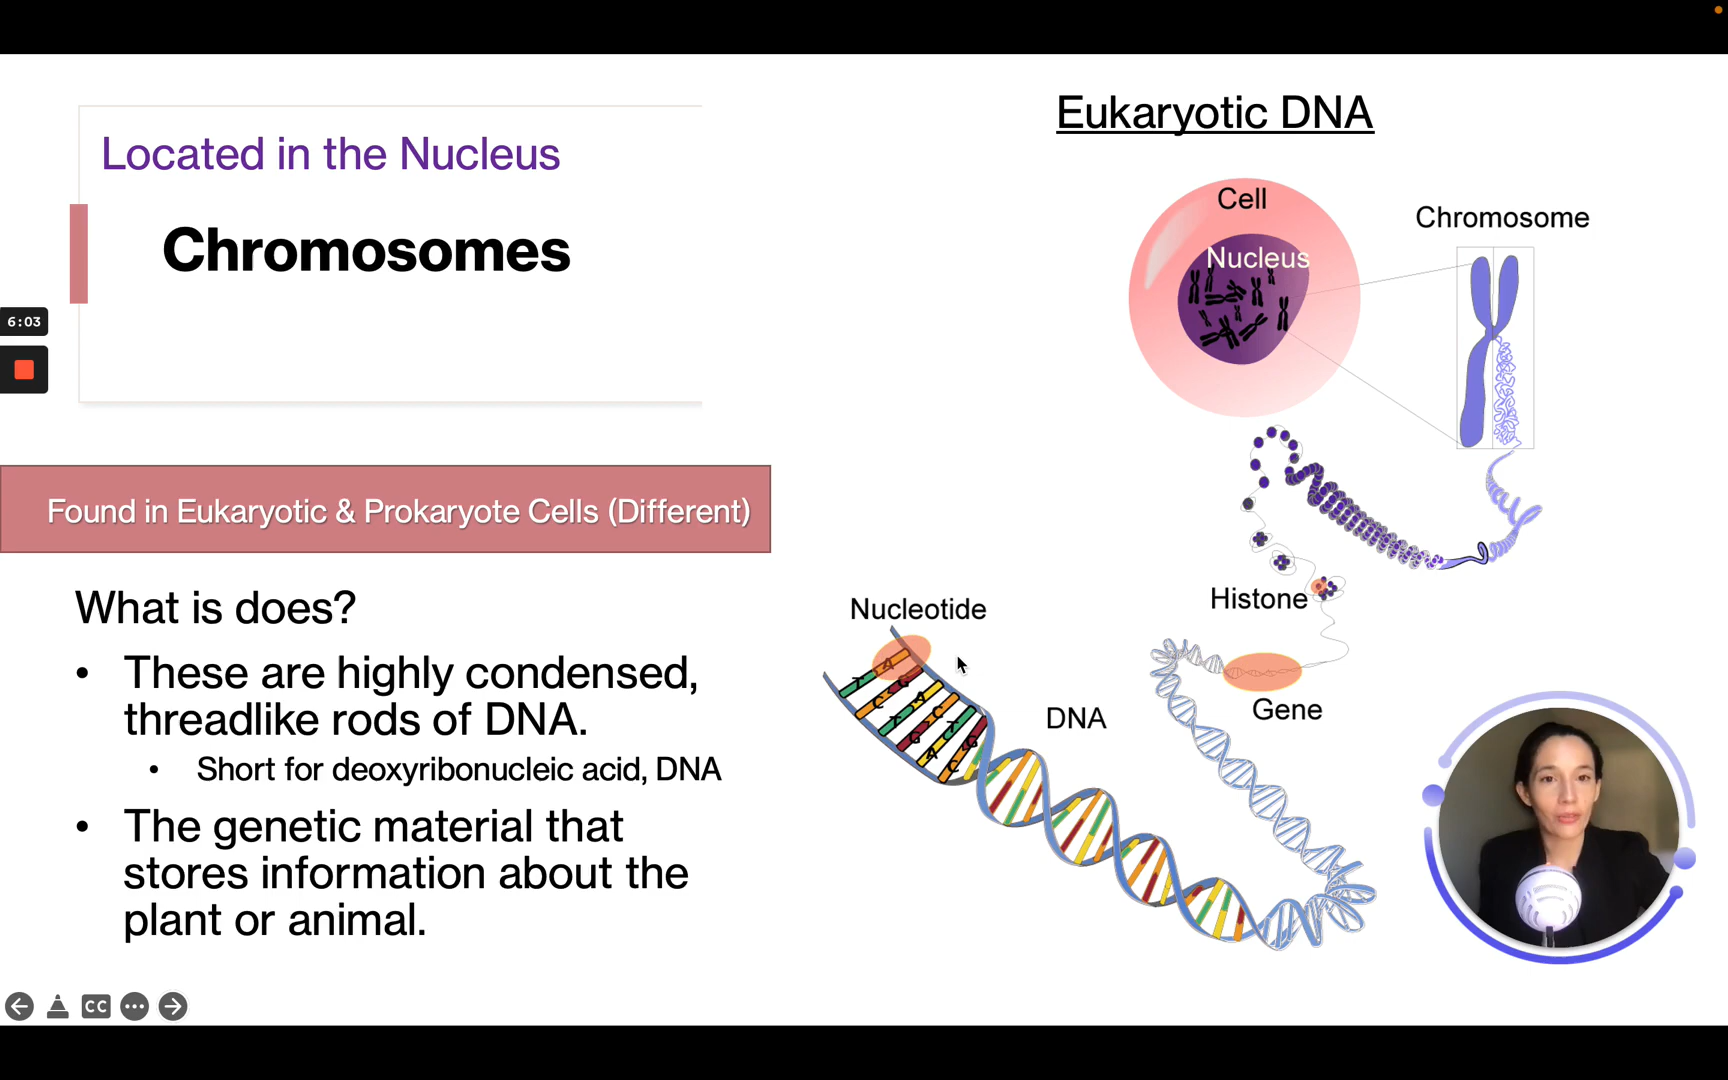 Located in the Nucleus
Chromosomes
6:03
Found in Eukaryotic & Prokaryote Cells (Different)
What is does?
• These are highly condensed,
threadlike rods of DNA.
• Short for deoxyribonucleic acid, DNA
• The genetic material that
stores information about the
plant or animal.
CC
Eukaryotic DNA
Cell
Nucleus
Chromosome
Histone
Nucleotide
DNA
Gene